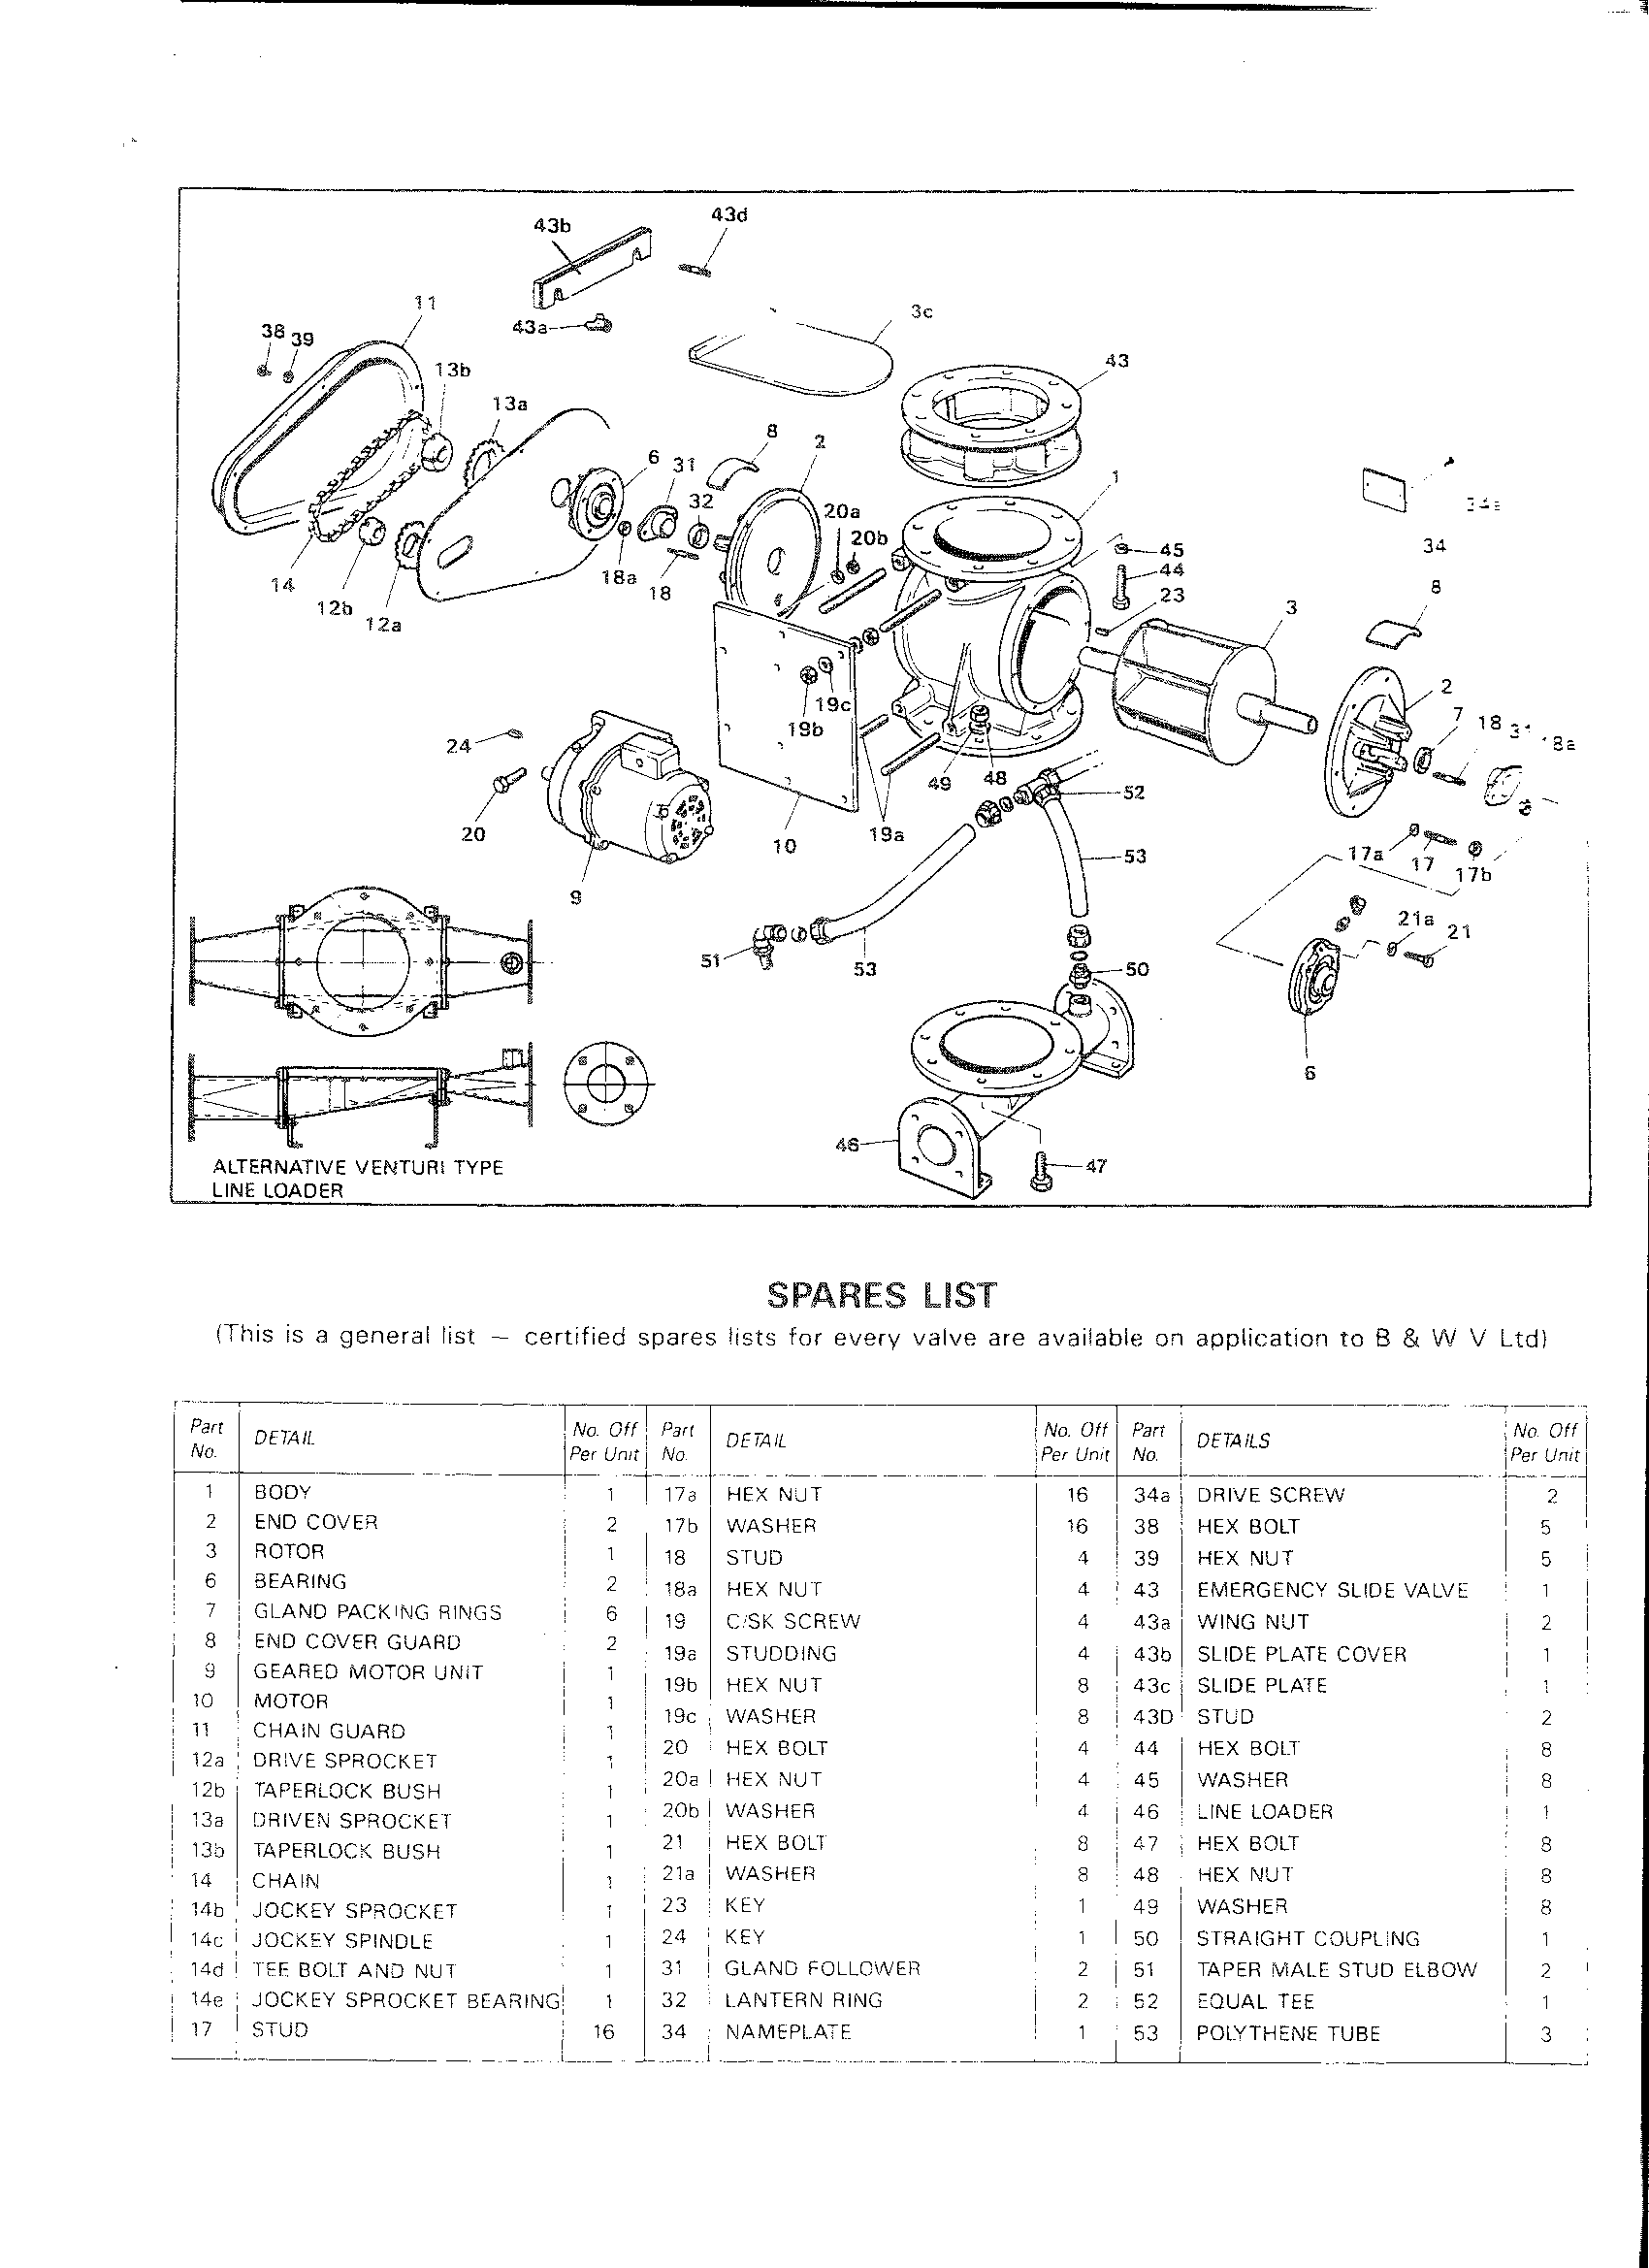 43b
43d
11
3c
38
39
43a
43
13b
13a
8
2
6
31
1
32
20a
34
20b
45
8
14
18a
44
18
23
3
12b
12a
2
19c
7
18
31
18a
24
19b
49
48
52
20
10
19a
53
17a
17
17b
9
21a
21
51
53
50
6
46
47
ALTERNATIVE VENTURI TYPE
LINE LOADER
SPARES LIST
(This is a general list – certified spares lists for every valve are available on application to B & W V Ltd)
Part No. DETAIL No. Off Per Unit Part No. DETAIL No. Off Per Unit Part No. DETAILS No. Off Per Unit
1 BODY 1 17a HEX NUT 16 34a DRIVE SCREW 2
2 END COVER 2 17b WASHER 16 38 HEX BOLT 5
3 ROTOR 1 18 STUD 4 39 HEX NUT 5
6 BEARING 2 18a HEX NUT 4 43 EMERGENCY SLIDE VALVE 1
7 GLAND PACKING RINGS 6 19 C/SK SCREW 4 43a WING NUT 2
8 END COVER GUARD 2 19a STUDDING 4 43b SLIDE PLATE COVER 1
9 GEARED MOTOR UNIT 1 19b HEX NUT 8 43c SLIDE PLATE 1
10 MOTOR 1 19c WASHER 8 43D STUD 2
11 CHAIN GUARD 1 20 HEX BOLT 4 44 HEX BOLT 8
12a DRIVE SPROCKET 1 20a HEX NUT 4 45 WASHER 8
12b TAPERLOCK BUSH 1 20b WASHER 4 46 LINE LOADER 1
13a DRIVEN SPROCKET 1 21 HEX BOLT 8 47 HEX BOLT 8
13b TAPERLOCK BUSH 1 21a WASHER 8 48 HEX NUT 8
14 CHAIN 1 23 KEY 1 49 WASHER 8
14b JOCKEY SPROCKET 1 24 KEY 1 50 STRAIGHT COUPLING 1
14c JOCKEY SPINDLE 1 31 GLAND FOLLOWER 2 51 TAPER MALE STUD ELBOW 2
14d TEE BOLT AND NUT 1 32 LANTERN RING 2 52 EQUAL TEE 1
14e JOCKEY SPROCKET BEARING 1 34 NAMEPLATE 1 53 POLYTHENE TUBE 3
17 STUD 16